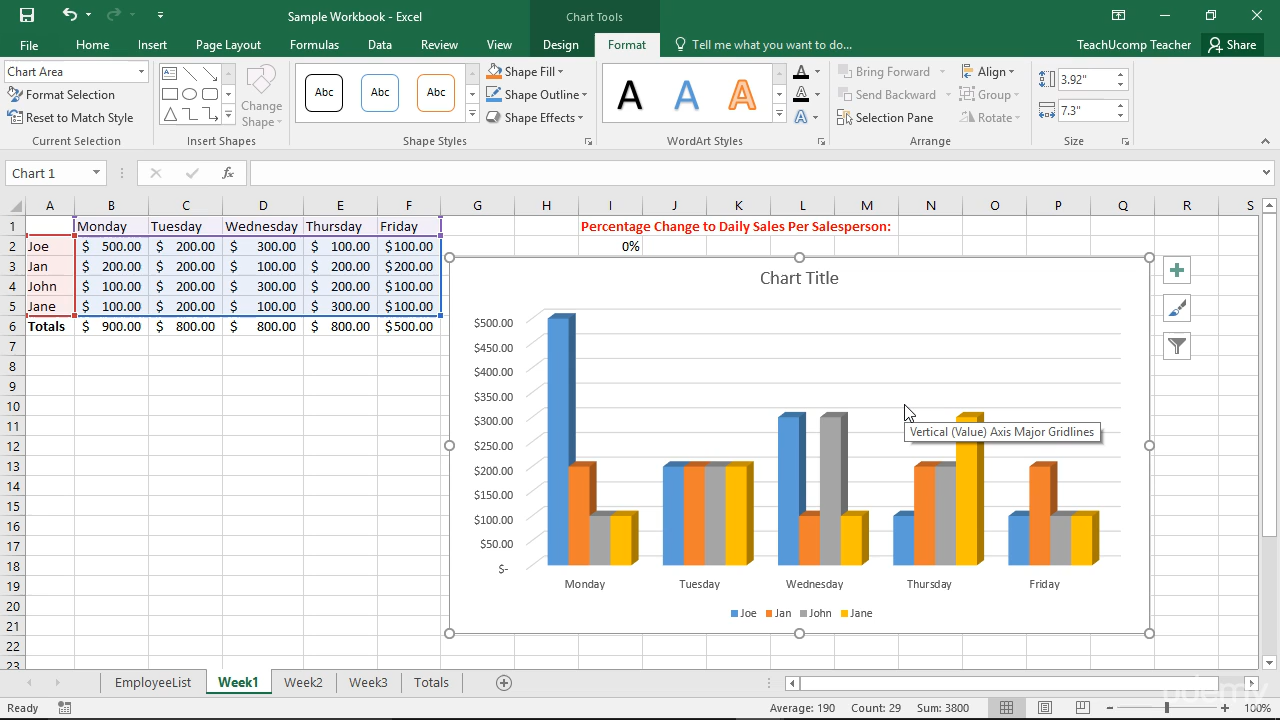 Sample Workbook - Excel
Chart Tools
File Home Insert Page Layout Formulas Data Review View Design Format Tell me what you want to do... TeachUcomp Teacher Share
Chart Area
Format Selection
Reset to Match Style
Current Selection
Change
Shape
Insert Shapes
Abc Abc Abc
Shape Fill
Shape Outline
Shape Effects
Shape Styles
A A A
A
A
A
WordArt Styles
Bring Forward
Send Backward
Selection Pane
Align
Group
Rotate
Arrange
3.92"
7.3"
Size
Chart 1
fx
A B C D E F G H I J K L M N O P Q R S
1 Monday Tuesday Wednesday Thursday Friday Percentage Change to Daily Sales Per Salesperson:
2 Joe $ 500.00 $ 200.00 $ 300.00 $ 100.00 $100.00 0%
3 Jan $ 200.00 $ 200.00 $ 100.00 $ 200.00 $200.00
4 John $ 100.00 $ 200.00 $ 300.00 $ 200.00 $100.00
5 Jane $ 100.00 $ 200.00 $ 100.00 $ 300.00 $100.00
6 Totals $ 900.00 $ 800.00 $ 800.00 $ 800.00 $500.00
7
8
9
10
11
12
13
14
15
16
17
18
19
20
21
22
23
Chart Title
$500.00
$450.00
$400.00
$350.00
$300.00
$250.00
$200.00
$150.00
$100.00
$50.00
$-
Vertical (Value) Axis Major Gridlines
Monday Tuesday Wednesday Thursday Friday
Joe Jan John Jane
EmployeeList Week1 Week2 Week3 Totals
udemy
Ready Average: 190 Count: 29 Sum: 3800 100%